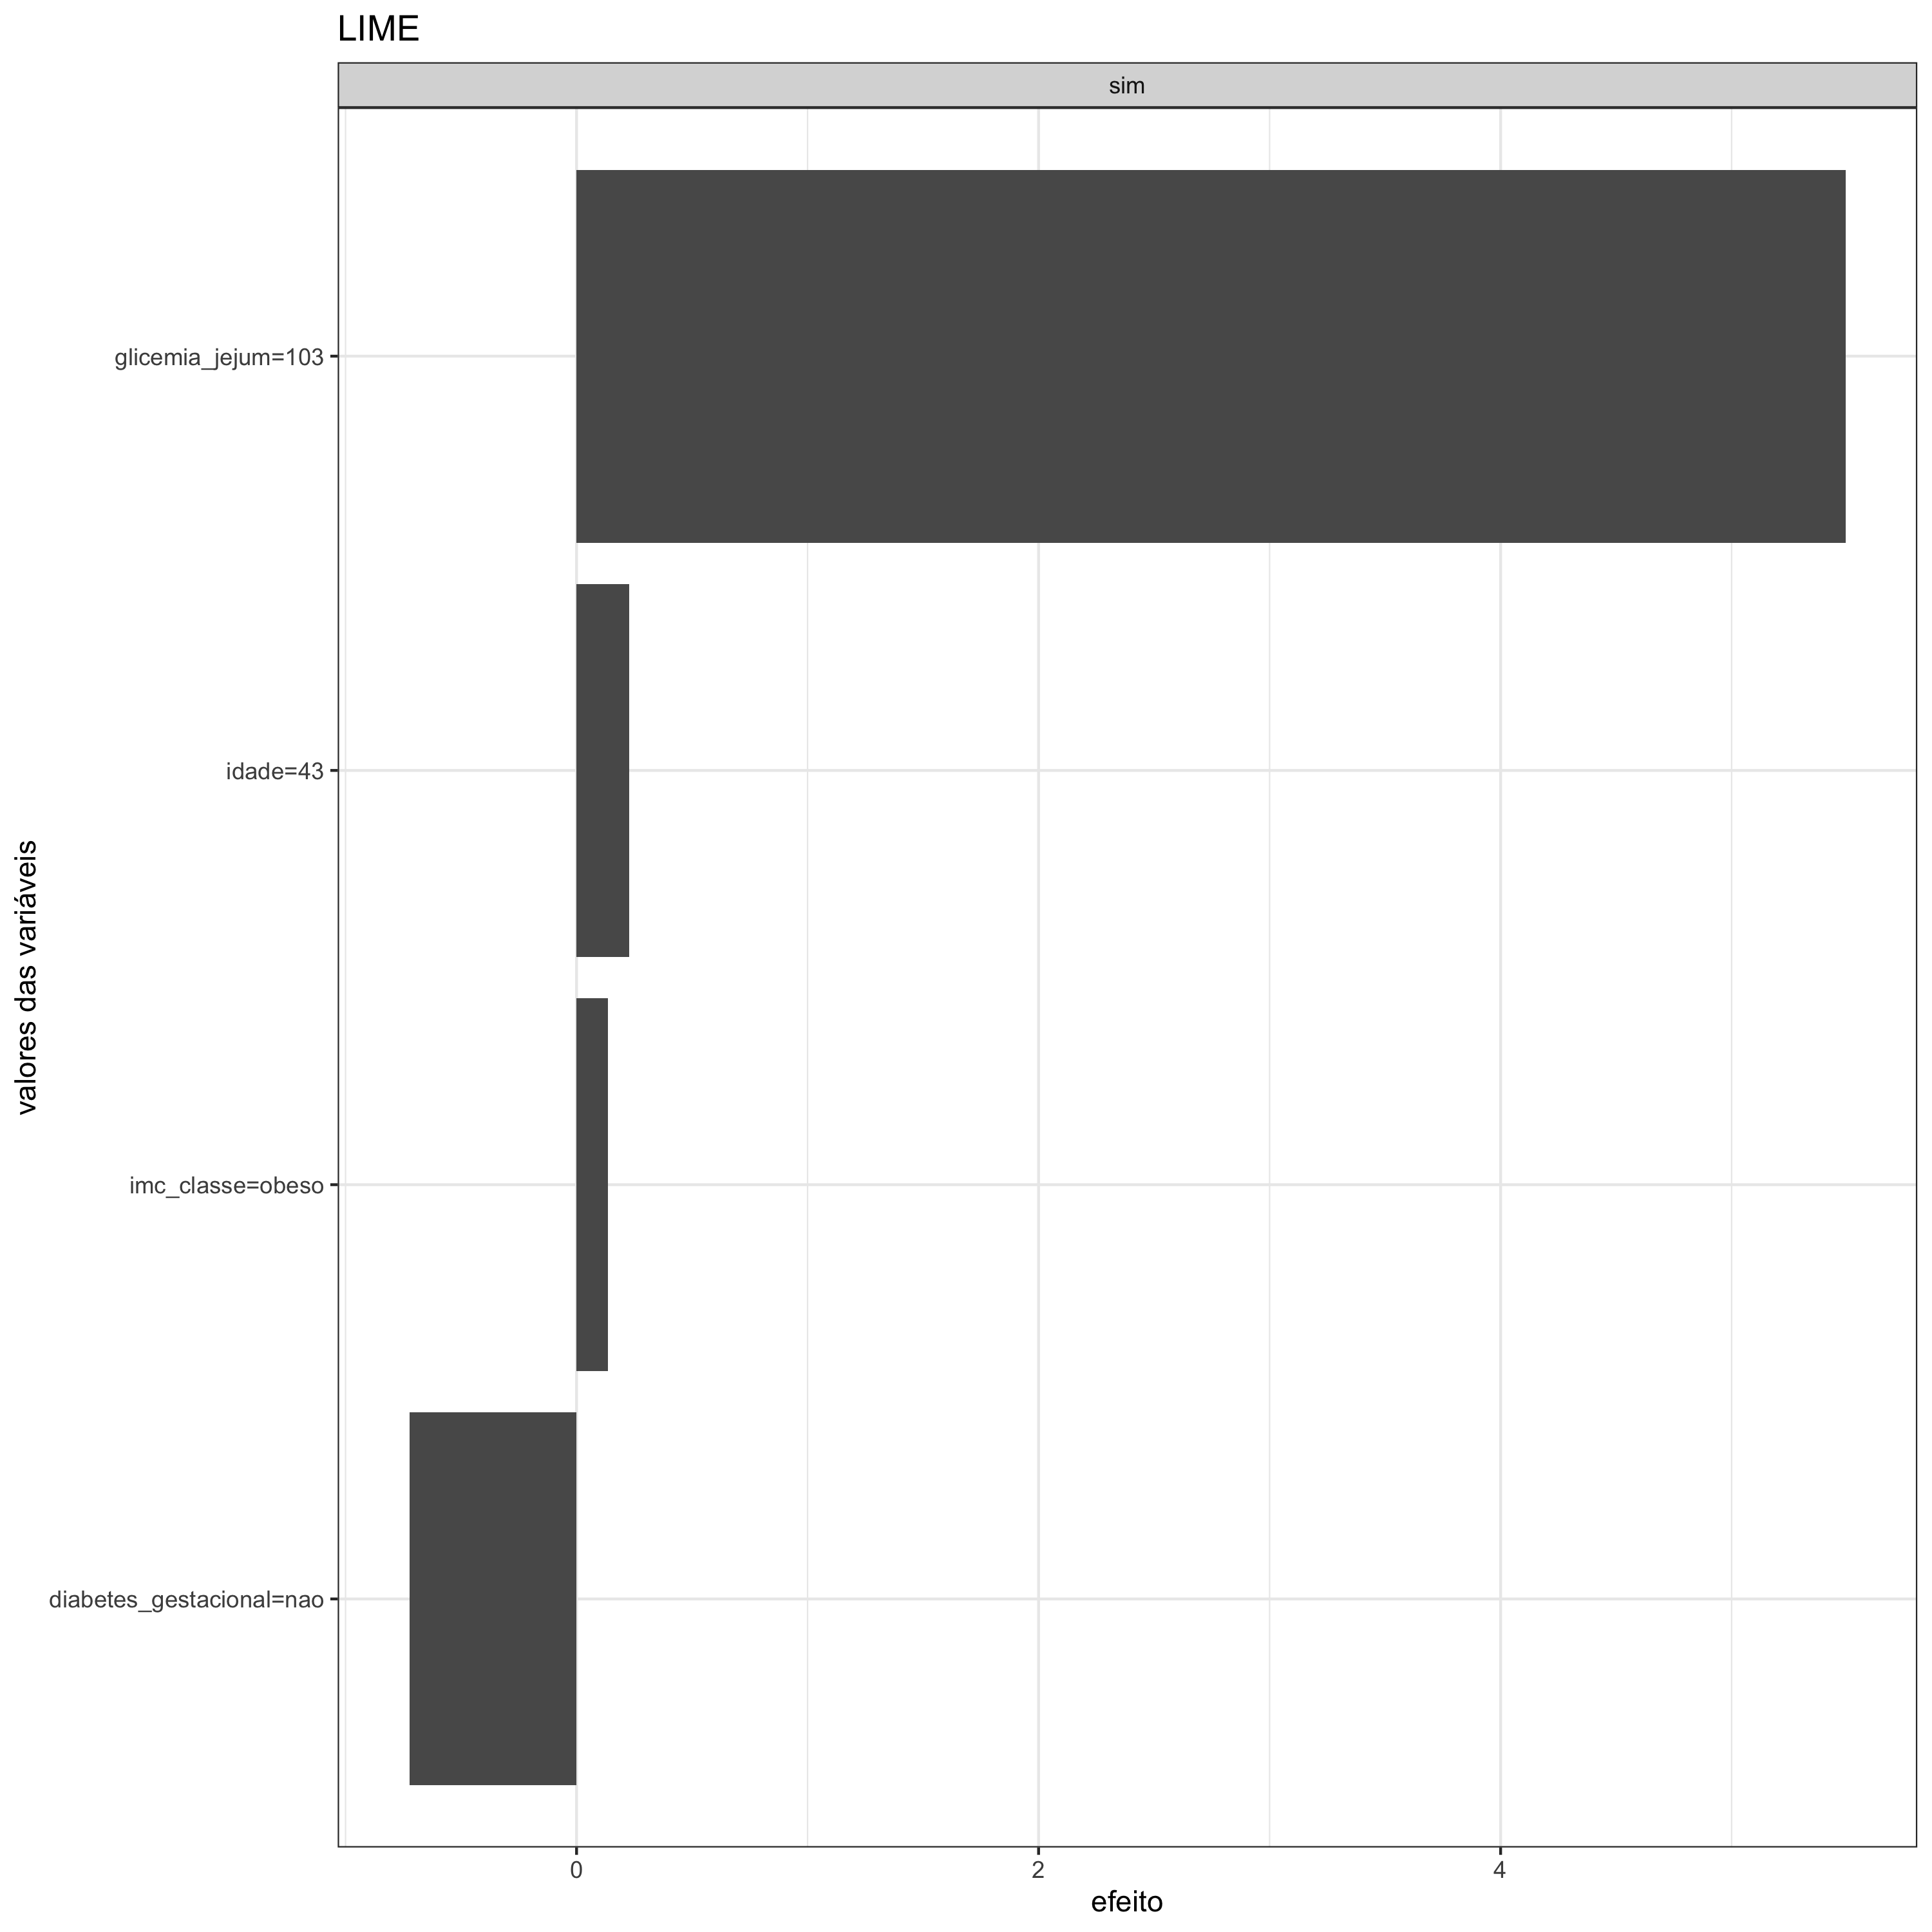 LIME
sim
glicemia_jejum=103
idade=43
imc_classe=obeso
diabetes_gestacional=nao
valores das variáveis
0 2 4
efeito